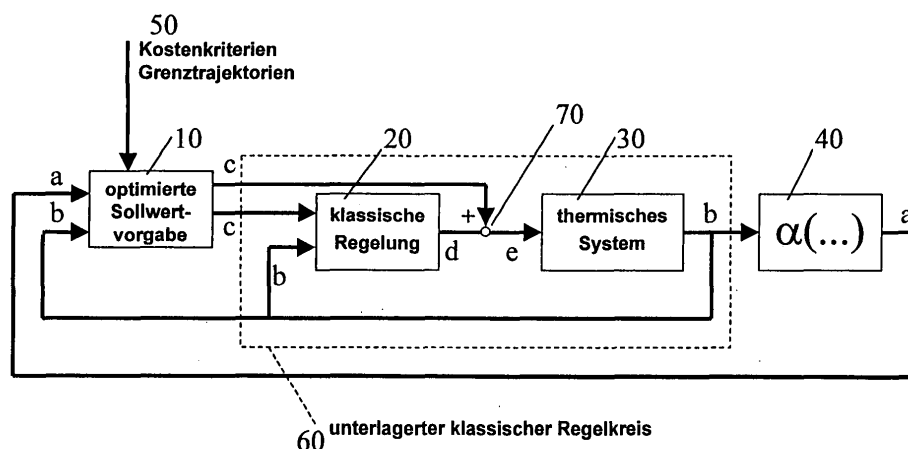 50
Kostenkriterien
Grenztrajektorien
10
20
70
30
40
a
b
optimierte
Sollwert-
vorgabe
c
c
klassische
Regelung
b
+
d
e
thermisches
System
b
α(...)
a
60 unterlagerter klassischer Regelkreis